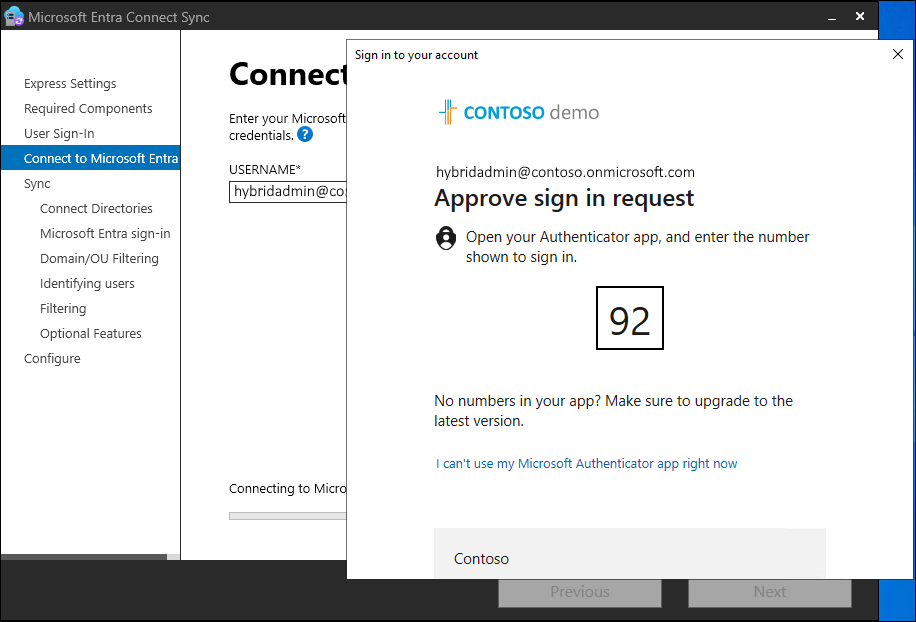 Microsoft Entra Connect Sync
Express Settings
Required Components
User Sign-In
Connect to Microsoft Entra
Sync
Connect Directories
Microsoft Entra sign-in
Domain/OU Filtering
Identifying users
Filtering
Optional Features
Configure
Connect
Enter your Microsoft
credentials. ?
USERNAME*
hybridadmin@co
Connecting to Micro
Sign in to your account
CONTOSO demo
hybridadmin@contoso.onmicrosoft.com
Approve sign in request
Open your Authenticator app, and enter the number
shown to sign in.
92
No numbers in your app? Make sure to upgrade to the
latest version.
I can't use my Microsoft Authenticator app right now
Contoso
Previous
Next